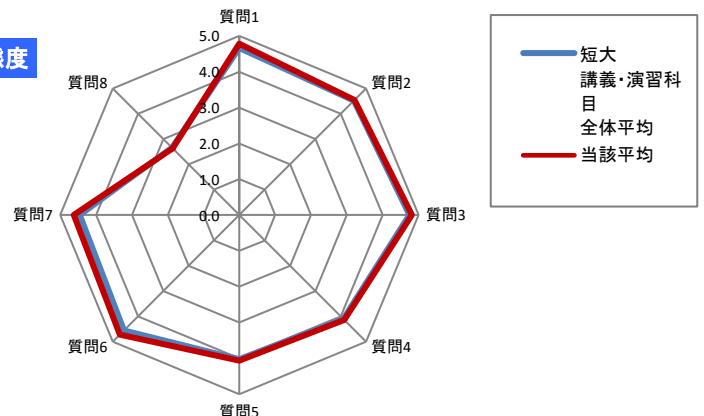 態度
質問1
質問2
質問3
質問4
質問5
質問6
質問7
質問8
5.0
4.0
3.0
2.0
1.0
0.0
短大
講義・演習科
目
全体平均
当該平均